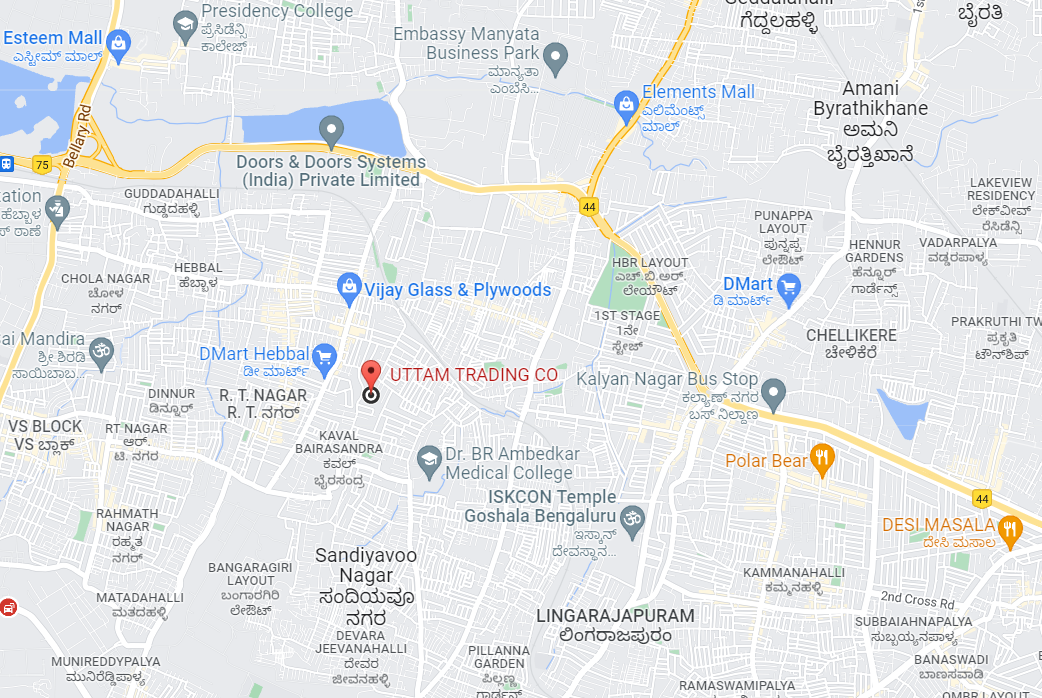 Presidency College
ಪ್ರೆಸಿಡೆನ್ಸಿ
ಕಾಲೇಜ್
Esteem Mall
ಎಸ್ಟೀಮ್ ಮಾಲ್
Embassy Manyata
Business Park
ಮಾನ್ಯತಾ
ಎಂಬೆಸಿ...
ಗೆದ್ದಲಹಳ್ಳಿ
ಬೈರತಿ
Elements Mall
ಎಲಿಮೆಂಟ್ಸ್
ಮಾಲ್
Amani
Byrathikhane
ಅಮನಿ
ಬೈರತ್ತಿಖಾನೆ
Bellary Rd
75
Doors & Doors Systems
(India) Private Limited
ಹೆಬ್ಬಾಳ
ಸ್ ಠಾಣೆ
GUDDADAHALLI
ಗುಡ್ಡದಹಳ್ಳಿ
44
LAKEVIEW
RESIDENCY
ಲೇಕ್‌ವೀವ್
ರೆಸಿಡೆನ್ಸಿ
PUNAPPA
LAYOUT
ಪುನ್ನಪ್ಪ
ಲೇಔಟ್
HENNUR
GARDENS
ಹೆನ್ನೂರ್
ಗಾರ್ಡೆನ್ಸ್
VADARPALYA
ವಡ್ಡರಪಾಳ್ಯ
CHOLA NAGAR
ಚೋಳ
ನಗರ್
HEBBAL
ಹೆಬ್ಬಾಳ
Vijay Glass & Plywoods
HBR LAYOUT
ಎಚ್.ಬಿ.ಆರ್.
ಲೇಯೌಟ್
1ST STAGE
1ನೇ
ಸ್ಟೇಜ್
DMart
ಡಿ ಮಾರ್ಟ್
CHELLIKERE
ಚೇಳಿಕೆರೆ
PRAKRUTHI TW
ಪ್ರಕೃತಿ
ಟೌನ್‌ಶಿಪ್
Mandira
ಶ್ರೀ ಶಿರಡಿ
ಸಾಯಿಬಾಬ...
DMart Hebbal
ಡೀ ಮಾರ್ಟ್
UTTAM TRADING CO
Kalyan Nagar Bus Stop
ಕಲ್ಯಾಣ್ ನಗರ
ಬಸ್ ನಿಲ್ದಾಣ
DINNUR
ದಿನ್ನೂರ್
R. T. NAGAR
R. T. ನಗರ್
VS BLOCK
VS ಬ್ಲಾಕ್
RT NAGAR
ಆರ್.
ಟಿ. ನಗರ
KAVAL
BAIRASANDRA
ಕವಲ್
ಭೈರಸಂದ್ರ
Dr. BR Ambedkar
Medical College
Polar Bear
ISKCON Temple
Goshala Bengaluru
ಇಸ್ಕಾನ್
ದೇವಸ್ಥಾನ...
44
DESI MASALA
ದೇಸಿ ಮಸಾಲ
RAHMATH
NAGAR
ರಹ್ಮತ
ನಗರ್
Sandiyavoo
Nagar
ಸಂದಿಯವೂ
ನಗರ
BANGARAGIRI
LAYOUT
ಬಂಗಾರಗಿರಿ
ಲೇಔಟ್
MATADAHALLI
ಮತದಹಳ್ಳಿ
KAMMANAHALLI
ಕಮ್ಮನಹಳ್ಳಿ
2nd Cross Rd
LINGARAJAPURAM
ಲಿಂಗರಾಜಪುರಂ
SUBBAIAHNAPALYA
ಸುಬ್ಬಯ್ಯನಪಾಳ್ಯ
DEVARA
JEEVANAHALLI
ದೇವರ
ಜೀವನಹಳ್ಳಿ
MUNIREDDYPALYA
ಮುನಿರೆಡ್ಡಿಪಾಳ್ಯ
PILLANNA
GARDEN
ಪಿಲ್ಲಣ್ಣ
ಗಾರ್ಡನ್
BANASWADI
ಬಾಣಸವಾಡಿ
RAMASWAMIPALYA
OMBR LAYOUT